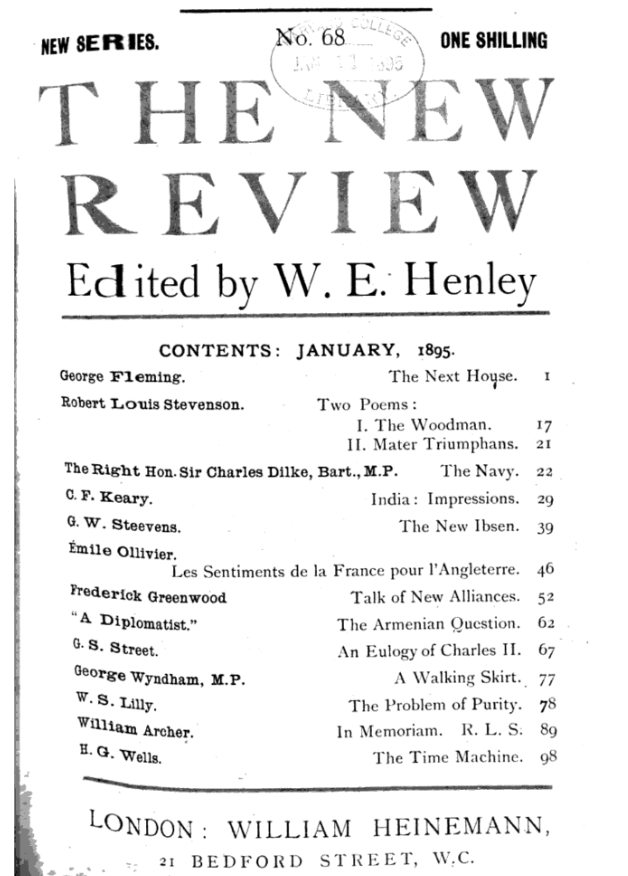 NEW SERIES. No. 68 ONE SHILLING
HARVARD COLLEGE
LIBRARY
THE NEW
REVIEW
Edited by W. E. Henley
CONTENTS: JANUARY, 1895.
George Fleming. The Next House. 1
Robert Louis Stevenson. Two Poems:
I. The Woodman. 17
II. Mater Triumphans. 21
The Right Hon. Sir Charles Dilke, Bart., M.P. The Navy. 22
C. F. Keary. India: Impressions. 29
G. W. Steevens. The New Ibsen. 39
Émile Ollivier.
Les Sentiments de la France pour l'Angleterre. 46
Frederick Greenwood Talk of New Alliances. 52
"A Diplomatist." The Armenian Question. 62
G. S. Street. An Eulogy of Charles II. 67
George Wyndham, M.P. A Walking Skirt. 77
W. S. Lilly. The Problem of Purity. 78
William Archer. In Memoriam. R. L. S. 89
H. G. Wells. The Time Machine. 98
LONDON: WILLIAM HEINEMANN,
21 BEDFORD STREET, W.C.